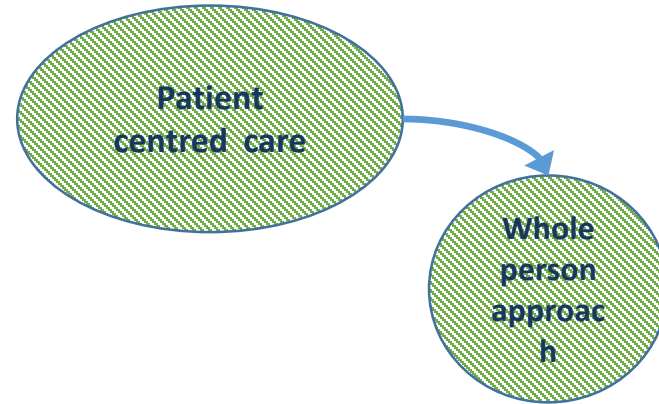 Patient
centred care
Whole
person
approac
h